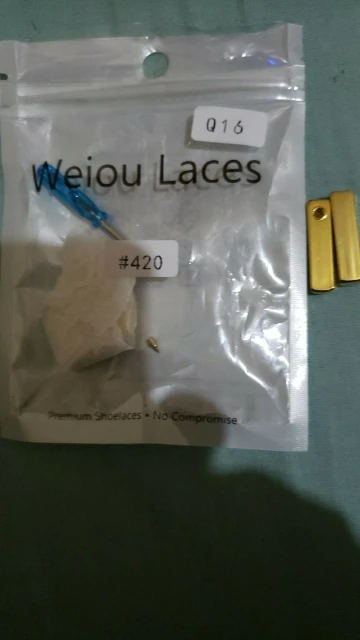 Q16
Weiou Laces
#420
Premium Shoelaces • No Compromise